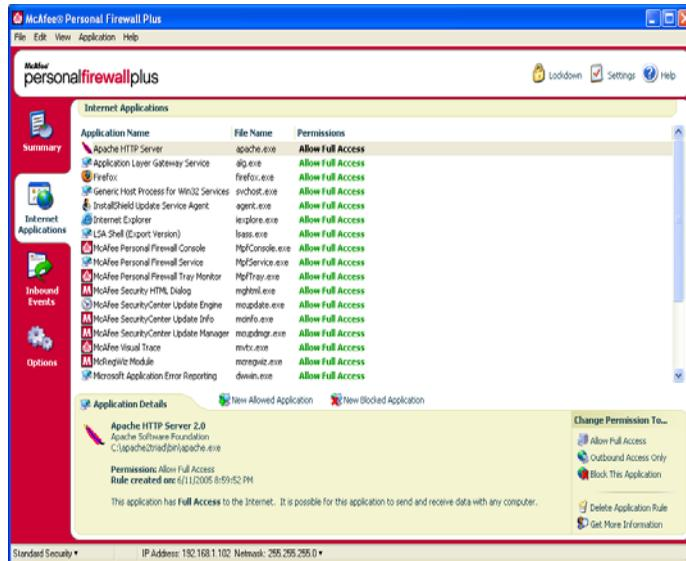 McAfee® Personal Firewall Plus
File Edit View Application Help
McAfee
personalfirewallplus
Lockdown Settings Help
Internet Applications
Summary
Internet Applications
Inbound Events
Options
Application Name File Name Permissions
Apache HTTP Server apache.exe Allow Full Access
Application Layer Gateway Service alg.exe Allow Full Access
Firefox firefox.exe Allow Full Access
Generic Host Process for Win32 Services svchost.exe Allow Full Access
InstallShield Update Service Agent agent.exe Allow Full Access
Internet Explorer iexplore.exe Allow Full Access
LSA Shell (Export Version) lsass.exe Allow Full Access
McAfee Personal Firewall Console MpfConsole.exe Allow Full Access
McAfee Personal Firewall Service MpfService.exe Allow Full Access
McAfee Personal Firewall Tray Monitor MpfTray.exe Allow Full Access
McAfee Security HTML Dialog mghtml.exe Allow Full Access
McAfee SecurityCenter Update Engine mcupdate.exe Allow Full Access
McAfee SecurityCenter Update Info mcinfo.exe Allow Full Access
McAfee SecurityCenter Update Manager mcupdmgr.exe Allow Full Access
McAfee Visual Trace mvtx.exe Allow Full Access
McRegWiz Module mcregwiz.exe Allow Full Access
Microsoft Application Error Reporting dwwin.exe Allow Full Access
Application Details New Allowed Application New Blocked Application
Apache HTTP Server 2.0
Apache Software Foundation
C:\apache2triad\bin\apache.exe
Permission: Allow Full Access
Rule created on: 6/11/2005 8:59:52 PM
This application has Full Access to the Internet. It is possible for this application to send and receive data with any computer.
Change Permission To...
Allow Full Access
Outbound Access Only
Block This Application
Delete Application Rule
Get More Information
Standard Security IP Address: 192.168.1.102 Netmask: 255.255.255.0